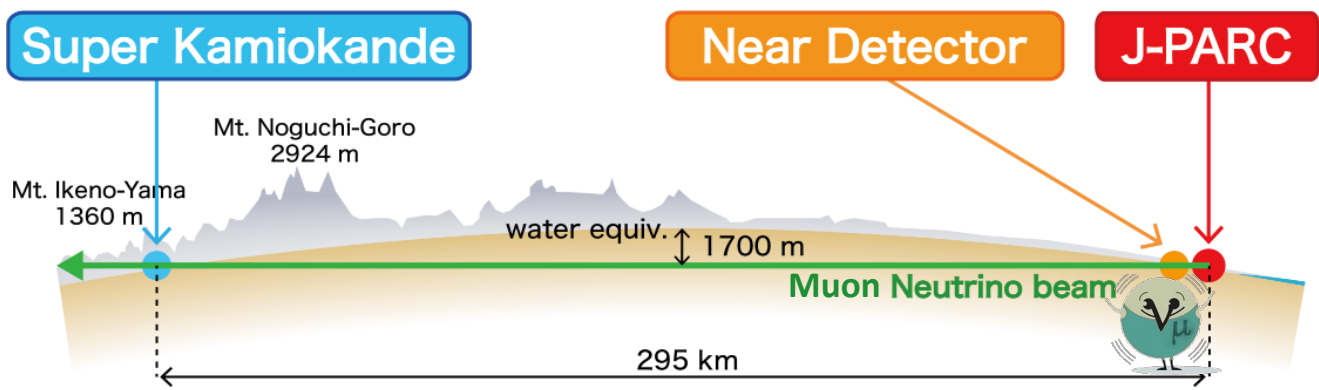 Super Kamiokande
Near Detector
J-PARC
Mt. Noguchi-Goro
2924 m
Mt. Ikeno-Yama
1360 m
water equiv.
1700 m
Muon Neutrino beam
νμ
295 km